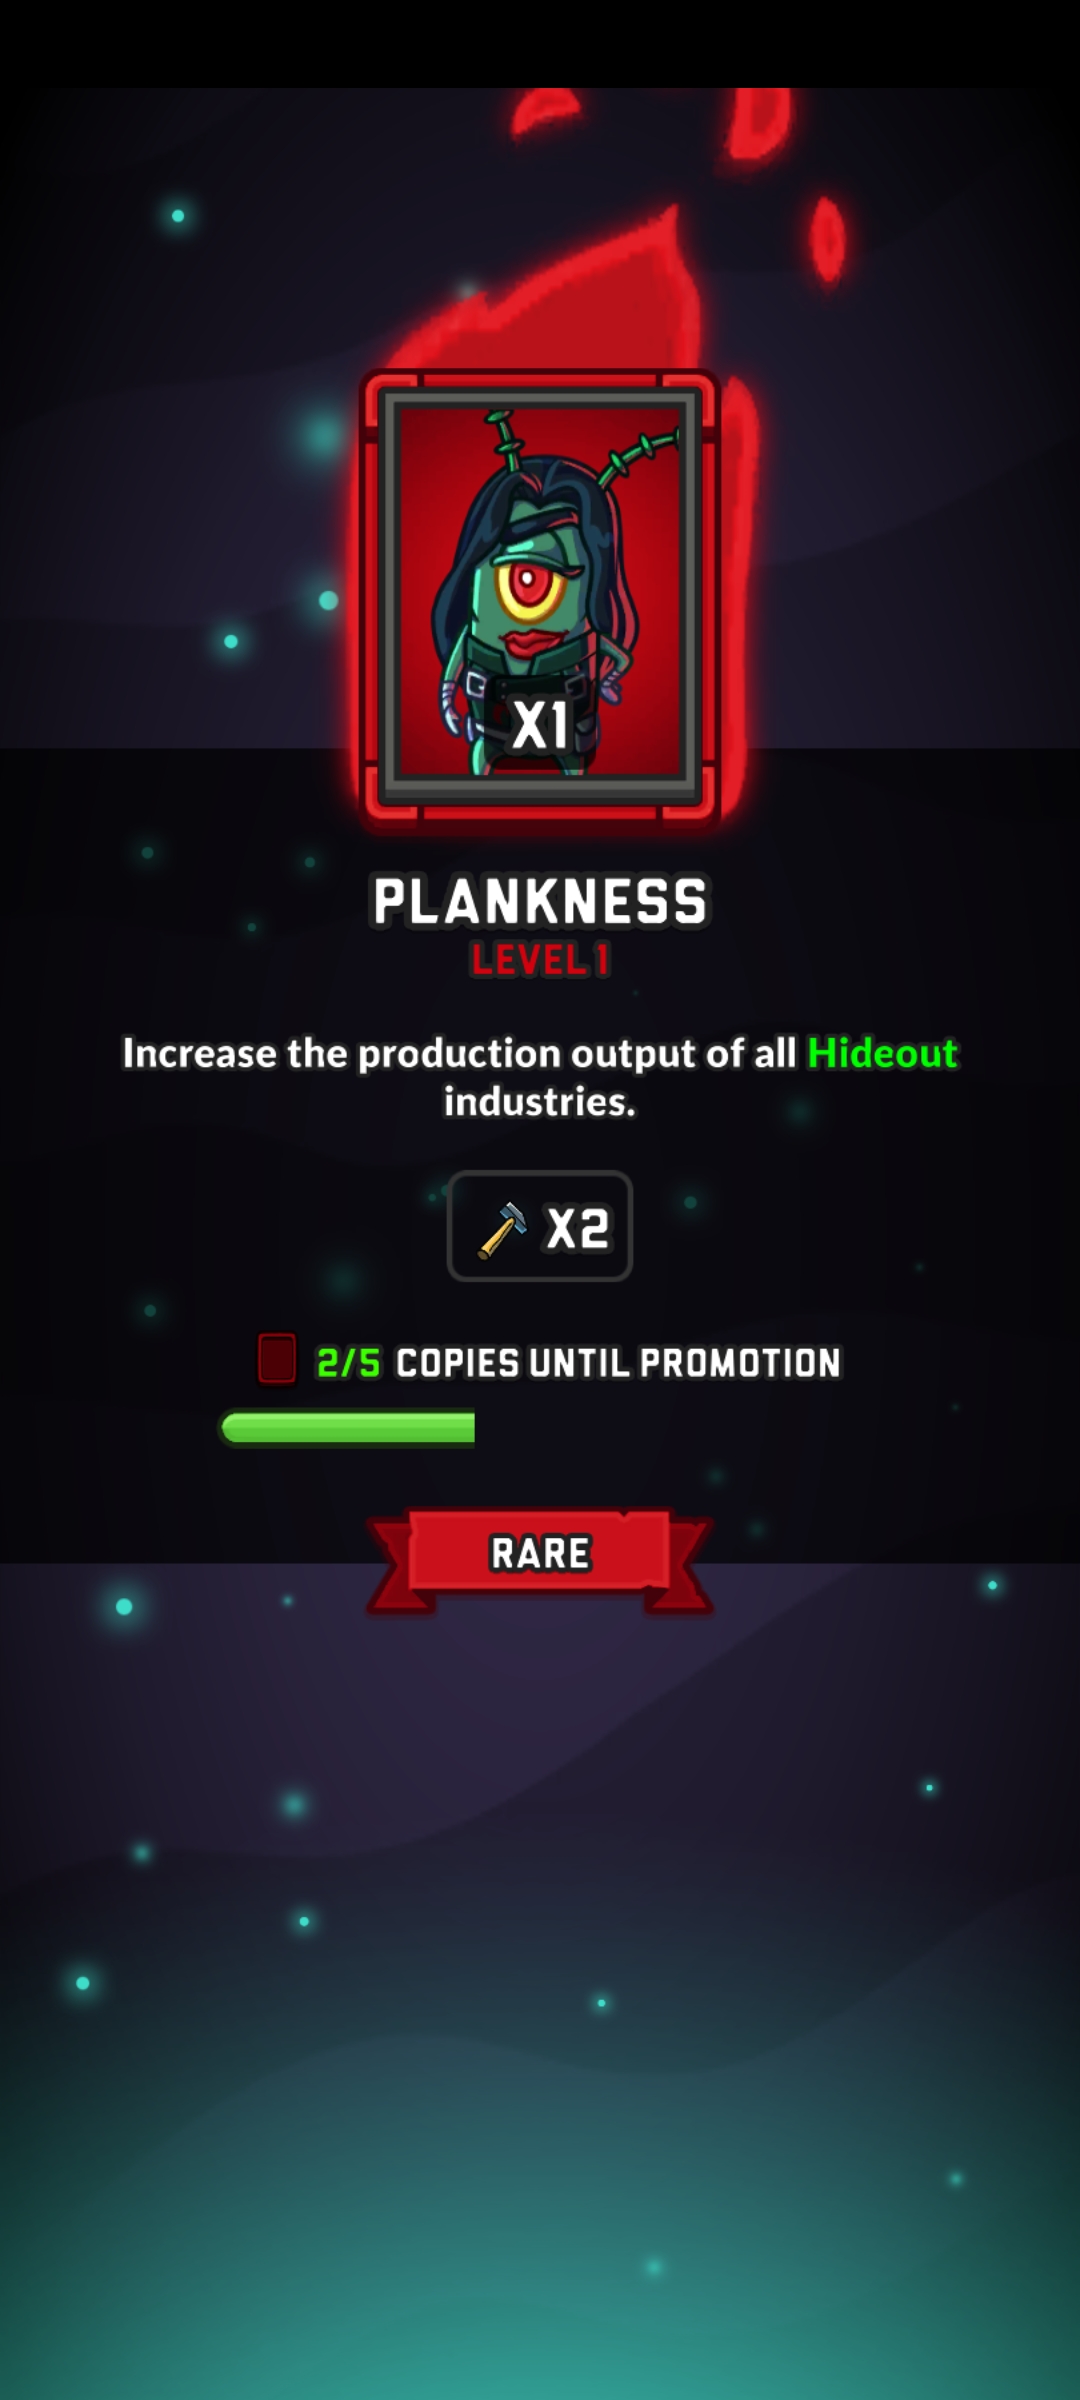 X1
PLANKNESS
LEVEL 1
Increase the production output of all Hideout
industries.
X2
2/5 COPIES UNTIL PROMOTION
RARE